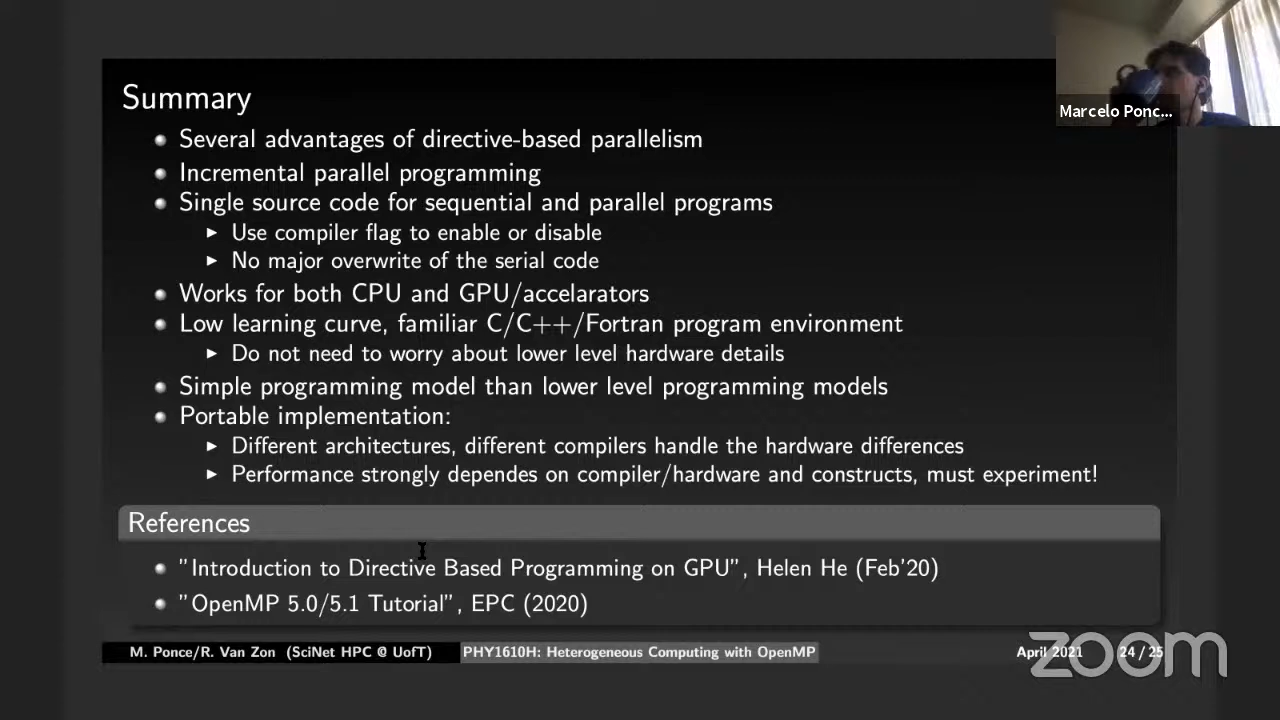 Summary
Several advantages of directive-based parallelism
Incremental parallel programming
Single source code for sequential and parallel programs
Use compiler flag to enable or disable
No major overwrite of the serial code
Works for both CPU and GPU/accelarators
Low learning curve, familiar C/C++/Fortran program environment
Do not need to worry about lower level hardware details
Simple programming model than lower level programming models
Portable implementation:
Different architectures, different compilers handle the hardware differences
Performance strongly dependes on compiler/hardware and constructs, must experiment!
References
"Introduction to Directive Based Programming on GPU", Helen He (Feb'20)
"OpenMP 5.0/5.1 Tutorial", EPC (2020)
M. Ponce/R. Van Zon (SciNet HPC @ UofT) PHY1610H: Heterogeneous Computing with OpenMP April 2021 24 / 25
Marcelo Ponc...
zoom